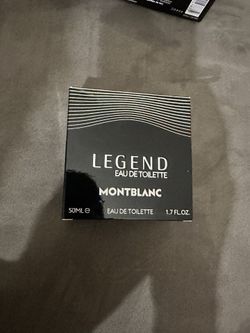 LEGEND
EAU DE TOILETTE
MONTBLANC
50ML ℮ EAU DE TOILETTE 1.7 FL.OZ.